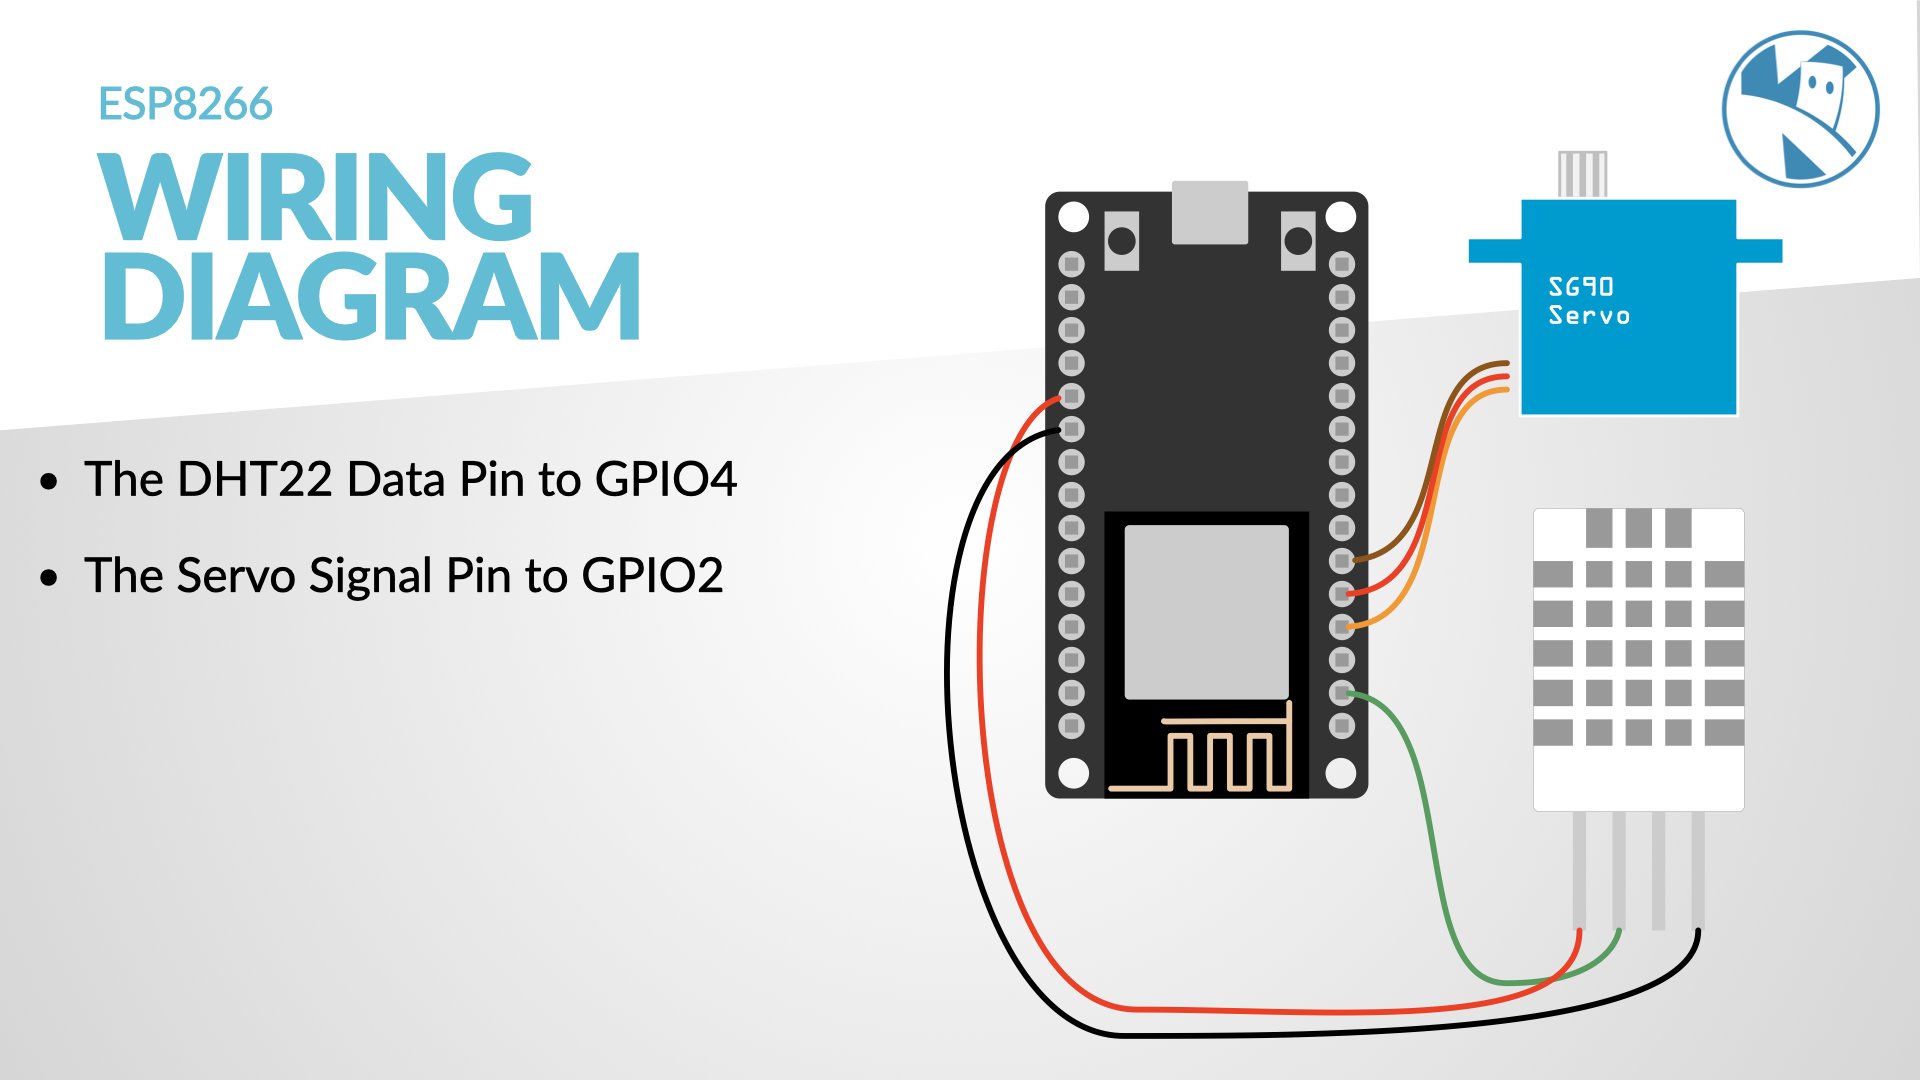 ESP8266
WIRING
DIAGRAM
• The DHT22 Data Pin to GPIO4
• The Servo Signal Pin to GPIO2
SG90
Servo